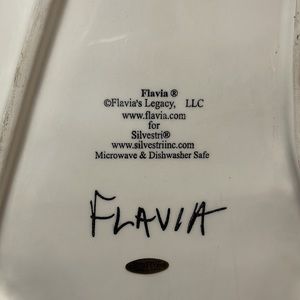 Flavia ®
©Flavia's Legacy, LLC
www.flavia.com
for
Silvestri®
www.silvestriinc.com
Microwave & Dishwasher Safe
FLAVIA